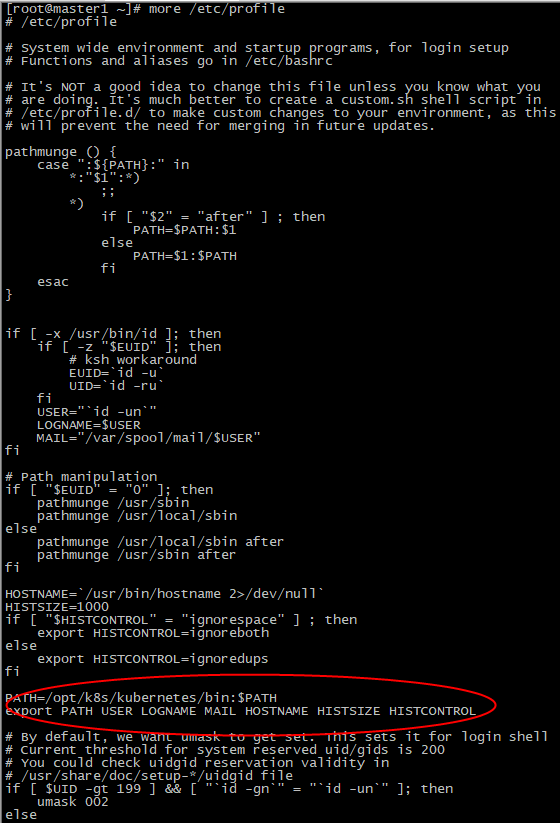 [root@master1 ~]# more /etc/profile
# /etc/profile
# System wide environment and startup programs, for login setup
# Functions and aliases go in /etc/bashrc
# It's NOT a good idea to change this file unless you know what you
# are doing. It's much better to create a custom.sh shell script in
# /etc/profile.d/ to make custom changes to your environment, as this
# will prevent the need for merging in future updates.
pathmunge () {
    case ":${PATH}:" in
        *:"$1":*)
            ;;
        *)
            if [ "$2" = "after" ] ; then
                PATH=$PATH:$1
            else
                PATH=$1:$PATH
            fi
    esac
}
if [ -x /usr/bin/id ]; then
    if [ -z "$EUID" ]; then
        # ksh workaround
        EUID=`id -u`
        UID=`id -ru`
    fi
    USER="`id -un`"
    LOGNAME=$USER
    MAIL="/var/spool/mail/$USER"
fi
# Path manipulation
if [ "$EUID" = "0" ]; then
    pathmunge /usr/sbin
    pathmunge /usr/local/sbin
else
    pathmunge /usr/local/sbin after
    pathmunge /usr/sbin after
fi
HOSTNAME=`/usr/bin/hostname 2>/dev/null`
HISTSIZE=1000
if [ "$HISTCONTROL" = "ignorespace" ] ; then
    export HISTCONTROL=ignoreboth
else
    export HISTCONTROL=ignoredups
fi
PATH=/opt/k8s/kubernetes/bin:$PATH
export PATH USER LOGNAME MAIL HOSTNAME HISTSIZE HISTCONTROL
# By default, we want umask to get set. This sets it for login shell
# Current threshold for system reserved uid/gids is 200
# You could check uidgid reservation validity in
# /usr/share/doc/setup-*/uidgid file
if [ $UID -gt 199 ] && [ "`id -gn`" = "`id -un`" ]; then
    umask 002
else